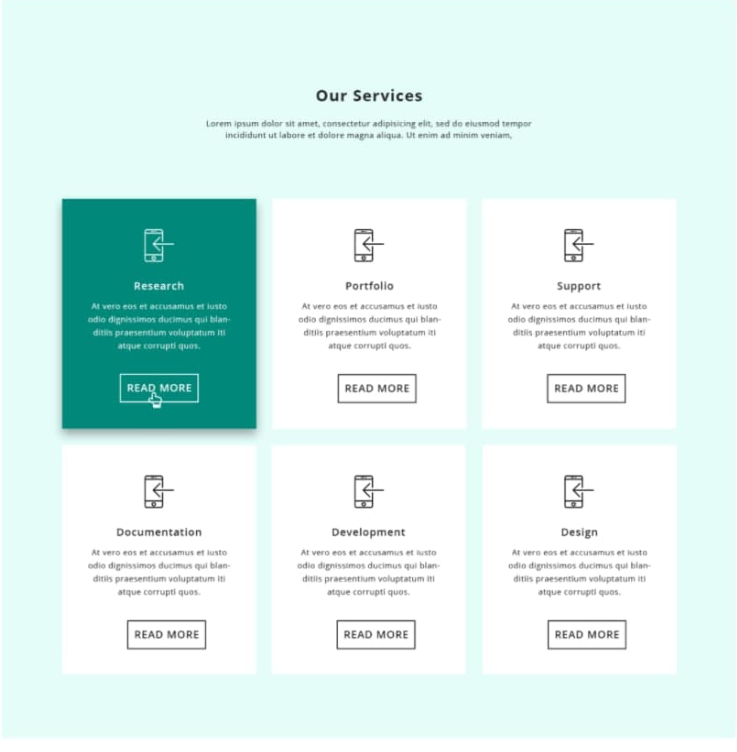 Our Services
Lorem ipsum dolor sit amet, consectetur adipisicing elit, sed do eiusmod tempor
incididunt ut labore et dolore magna aliqua. Ut enim ad minim veniam,
Research
At vero eos et accusamus et iusto
odio dignissimos ducimus qui blan-
ditiis praesentium voluptatum iti
atque corrupti quos.
READ MORE
Portfolio
At vero eos et accusamus et iusto
odio dignissimos ducimus qui blan-
ditiis praesentium voluptatum iti
atque corrupti quos.
READ MORE
Support
At vero eos et accusamus et iusto
odio dignissimos ducimus qui blan-
ditiis praesentium voluptatum iti
atque corrupti quos.
READ MORE
Documentation
At vero eos et accusamus et iusto
odio dignissimos ducimus qui blan-
ditiis praesentium voluptatum iti
atque corrupti quos.
READ MORE
Development
At vero eos et accusamus et iusto
odio dignissimos ducimus qui blan-
ditiis praesentium voluptatum iti
atque corrupti quos.
READ MORE
Design
At vero eos et accusamus et iusto
odio dignissimos ducimus qui blan-
ditiis praesentium voluptatum iti
atque corrupti quos.
READ MORE